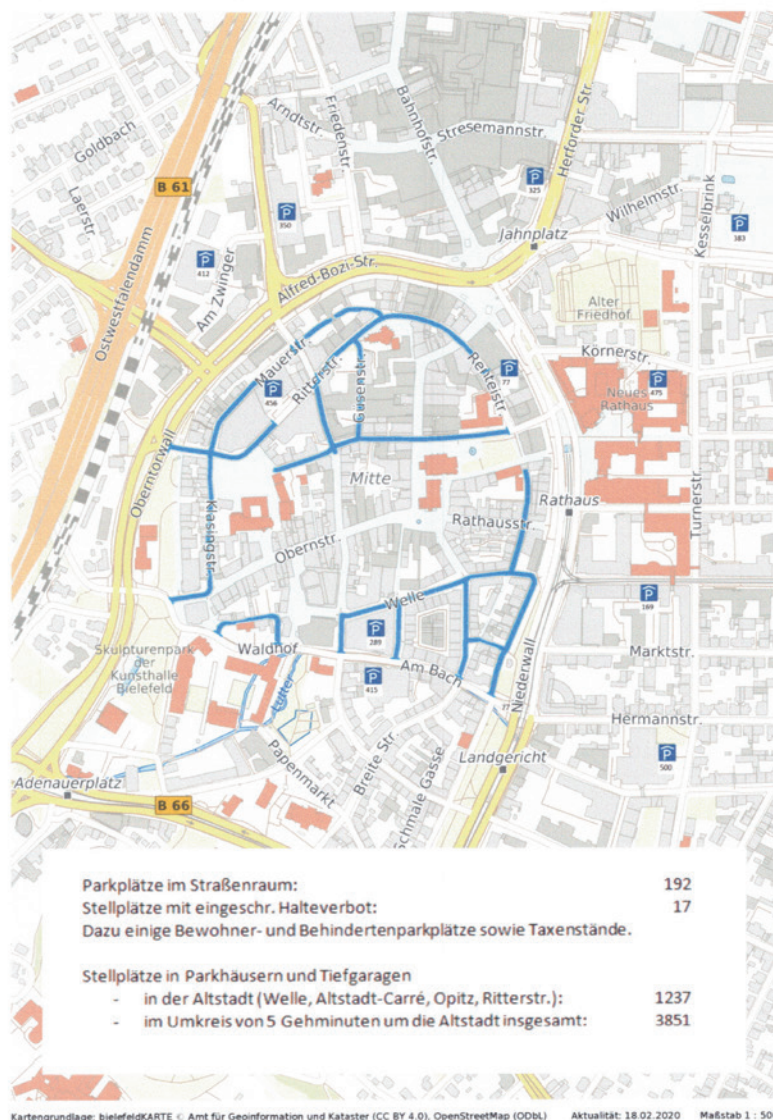 Goldbach
Laerstr.
B 61
Ostwestfalendamm
Arndtstr.
Friedenstr.
Bahnhofstr.
Stresemannstr.
Herforder Str.
P
325
P
350
P
412
Am Zwinger
Alfred-Bozi-Str.
Jahnplatz
Wilhelmstr.
Kesselbrink
P
383
Alter
Friedhof
Körnerstr.
P
475
Neues
Rathaus
Mauerstr.
P
456
Ritterstr.
Gusenstr.
Renteistr.
P
77
Oberntorwall
Klasingstr.
Mitte
Obernstr.
Rathausstr.
Rathaus
Turnerstr.
P
169
Marktstr.
Welle
P
285
P
415
Am Bach
Niederwall
Waldhof
Skulpturenpark
der
Kunsthalle
Bielefeld
Lutter
Papenmarkt
Breite Str.
Schmale Gasse
Hermannstr.
P
500
Landgericht
Adenauerplatz
B 66
Parkplätze im Straßenraum: 192
Stellplätze mit eingeschr. Halteverbot: 17
Dazu einige Bewohner- und Behindertenparkplätze sowie Taxenstände.
Stellplätze in Parkhäusern und Tiefgaragen
- in der Altstadt (Welle, Altstadt-Carré, Opitz, Ritterstr.): 1237
- im Umkreis von 5 Gehminuten um die Altstadt insgesamt: 3851
Kartengrundlage: bielefeldKARTE © Amt für Geoinformation und Kataster (CC BY 4.0), OpenStreetMap (ODbL) Aktualität: 18.02.2020 Maßstab 1 : 50